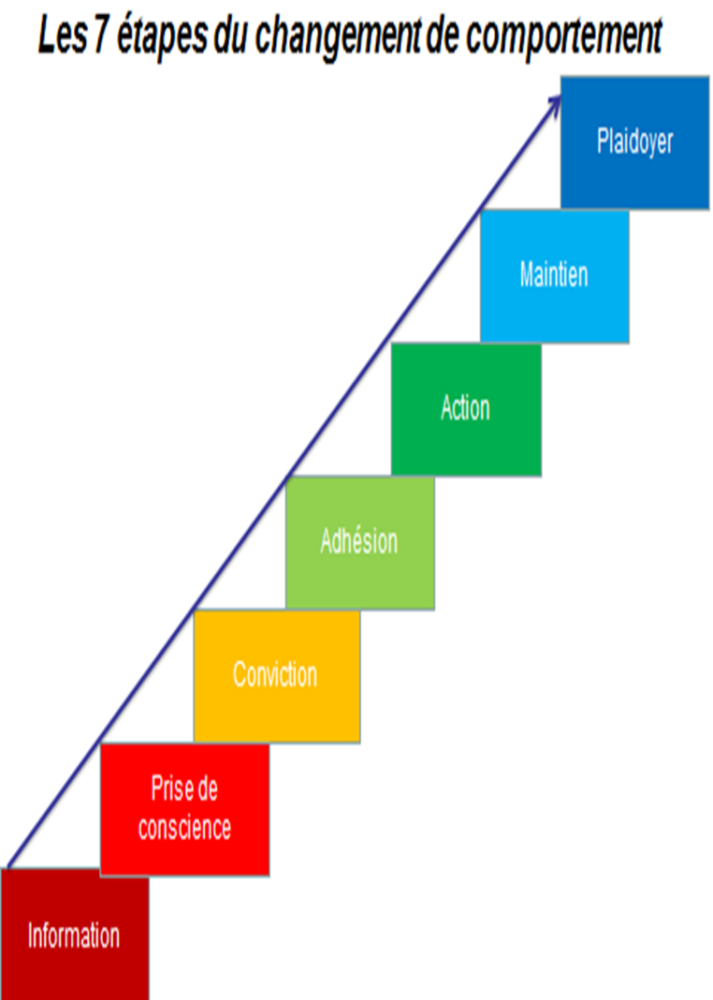 Les 7 étapes du changement de comportement
Plaidoyer
Maintien
Action
Adhésion
Conviction
Prise de
conscience
Information